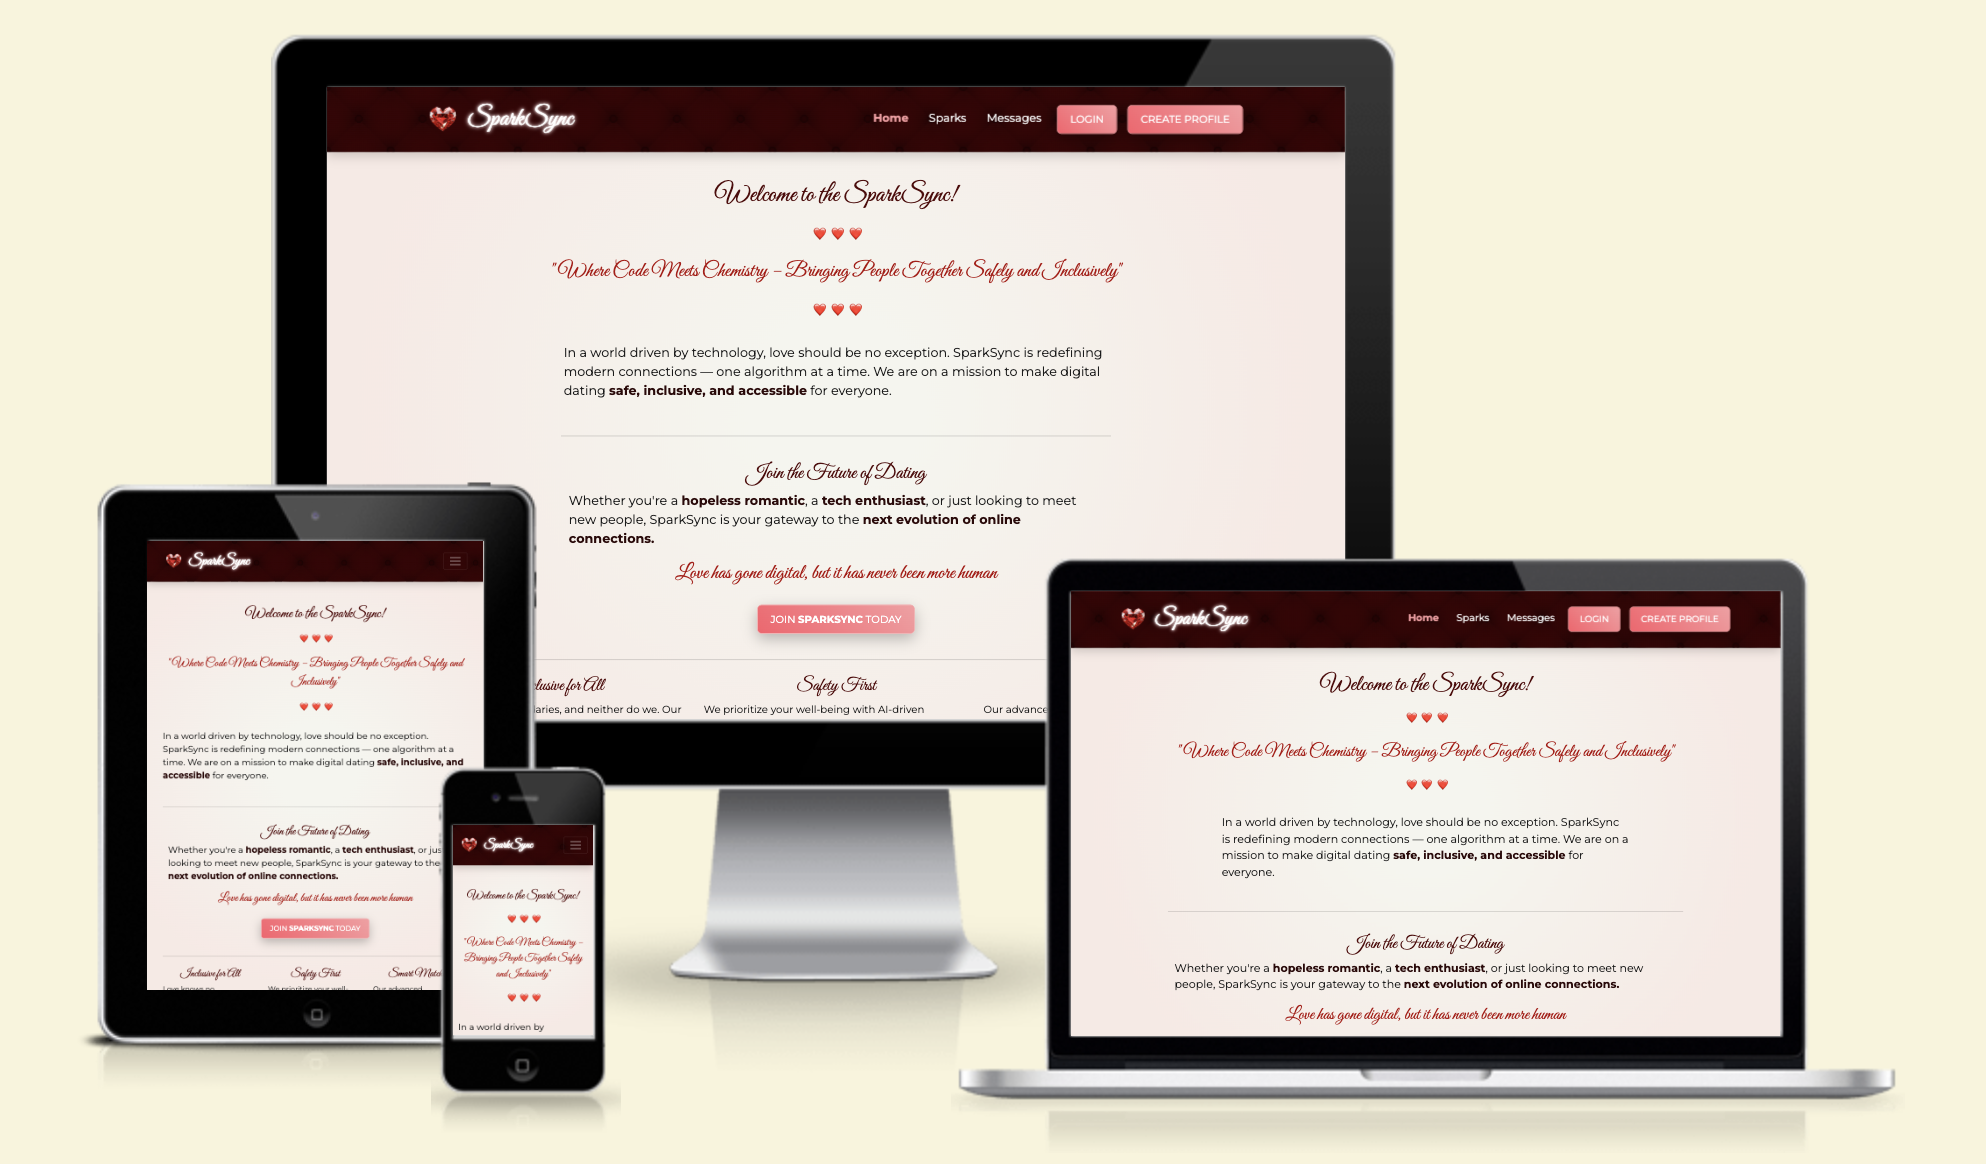 SparkSync
Home Sparks Messages LOGIN CREATE PROFILE
Welcome to the SparkSync!
"Where Code Meets Chemistry – Bringing People Together Safely and Inclusively"
In a world driven by technology, love should be no exception. SparkSync is redefining
modern connections — one algorithm at a time. We are on a mission to make digital
dating safe, inclusive, and accessible for everyone.
Join the Future of Dating
Whether you're a hopeless romantic, a tech enthusiast, or just looking to meet
new people, SparkSync is your gateway to the next evolution of online
connections.
Love has gone digital, but it has never been more human
JOIN SPARKSYNC TODAY
for All Safety First
and neither do we. Our We prioritize your well-being with AI-driven Our
SparkSync
Welcome to the SparkSync!
"Where Code Meets Chemistry – Bringing People Together Safely and
Inclusively"
In a world driven by technology, love should be no exception.
SparkSync is redefining modern connections — one algorithm at a
time. We are on a mission to make digital dating safe, inclusive, and
accessible for everyone.
Join the Future of Dating
Whether you're a hopeless romantic, a tech enthusiast, or
looking to meet new people, SparkSync is your gateway to the
next evolution of online connections.
Love has gone digital, but it has never been more human
JOIN SPARKSYNC TODAY
Inclusive for All Safety First Smart
Love knows no We prioritize your well- Our advanced
SparkSync
Welcome to the SparkSync!
"Where Code Meets Chemistry –
Bringing People Together Safely
and Inclusively"
In a world driven by
SparkSync
Home Sparks Messages LOGIN CREATE PROFILE
Welcome to the SparkSync!
"Where Code Meets Chemistry – Bringing People Together Safely and Inclusively"
In a world driven by technology, love should be no exception. SparkSync
is redefining modern connections — one algorithm at a time. We are on a
mission to make digital dating safe, inclusive, and accessible for
everyone.
Join the Future of Dating
Whether you're a hopeless romantic, a tech enthusiast, or just looking to meet new
people, SparkSync is your gateway to the next evolution of online connections.
Love has gone digital, but it has never been more human